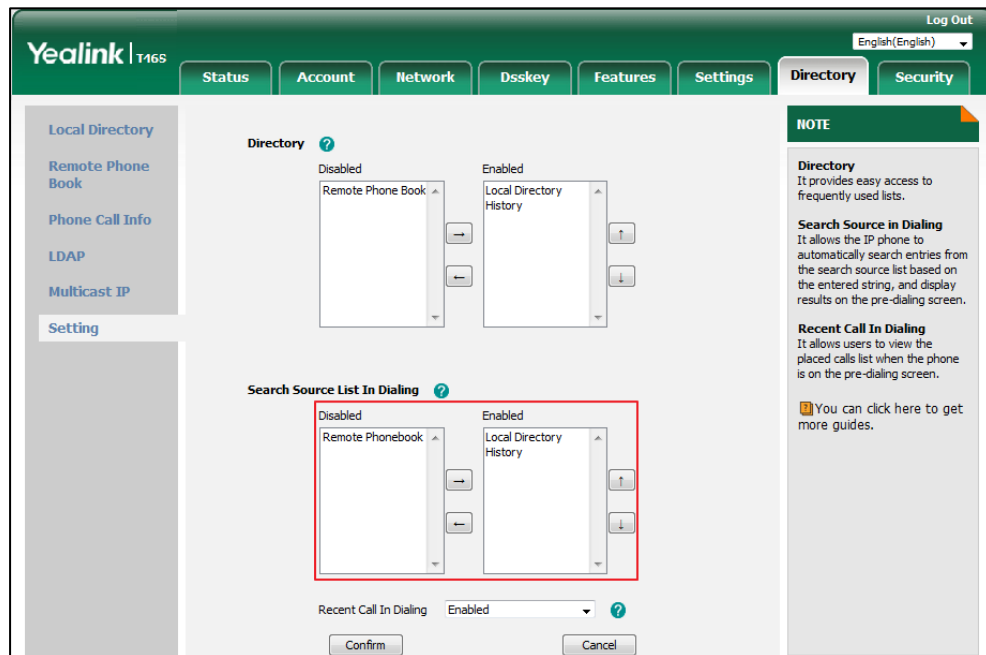 Log Out
English(English)
Yealink T46S
Status Account Network Dsskey Features Settings Directory Security
Local Directory
Remote Phone
Book
Phone Call Info
LDAP
Multicast IP
Setting
Directory ?
Disabled Enabled
Remote Phone Book
Local Directory
History
→
←
↑
↓
Search Source List In Dialing ?
Disabled Enabled
Remote Phonebook
Local Directory
History
→
←
↑
↓
Recent Call In Dialing Enabled ?
Confirm Cancel
NOTE
Directory
It provides easy access to
frequently used lists.
Search Source in Dialing
It allows the IP phone to
automatically search entries from
the search source list based on
the entered string, and display
results on the pre-dialing screen.
Recent Call In Dialing
It allows users to view the
placed calls list when the phone
is on the pre-dialing screen.
?You can click here to get
more guides.